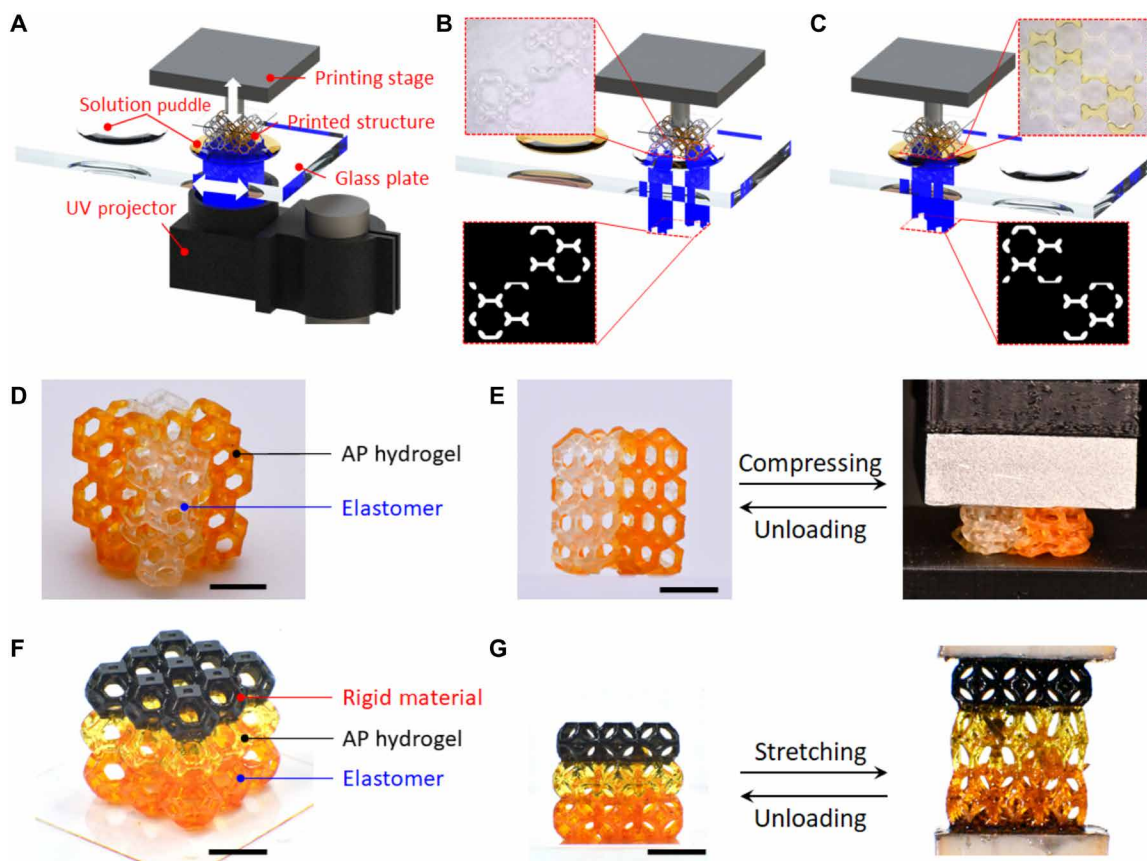 A
B
C
Printing stage
Solution puddle
Printed structure
Glass plate
UV projector
D
E
AP hydrogel
Elastomer
Compressing
Unloading
F
G
Rigid material
AP hydrogel
Elastomer
Stretching
Unloading